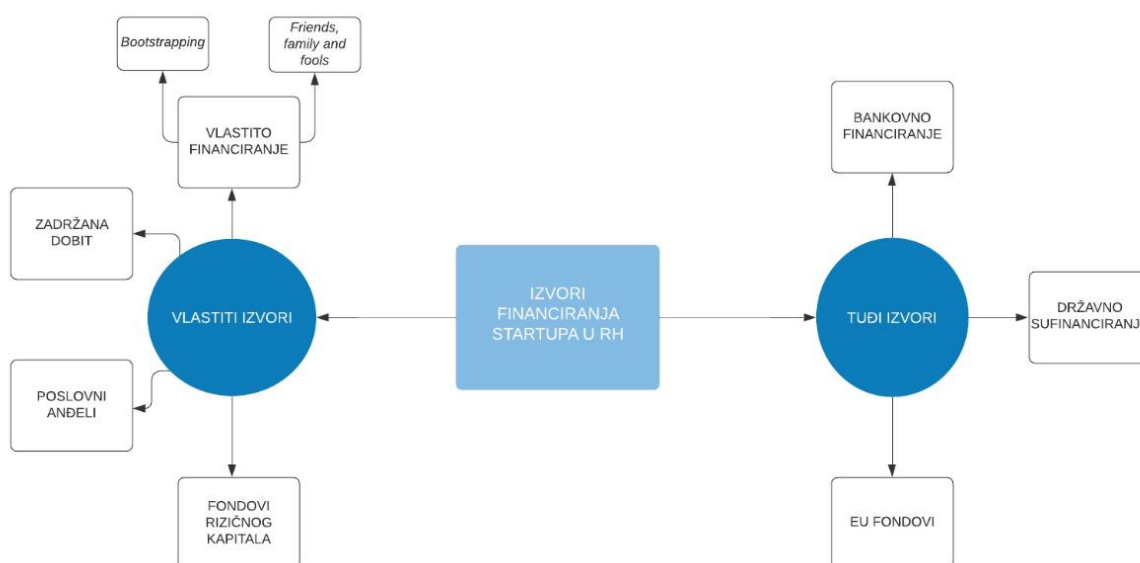 Bootstrapping
Friends,
family and
fools
VLASTITO
FINANCIRANJE
ZADRŽANA
DOBIT
VLASTITI IZVORI
POSLOVNI
ANĐELI
FONDOVI
RIZIČNOG
KAPITALA
IZVORI
FINANCIRANJA
STARTUPA U RH
BANKOVNO
FINANCIRANJE
TUĐI IZVORI
DRŽAVNO
SUFINANCIRANJE
EU FONDOVI